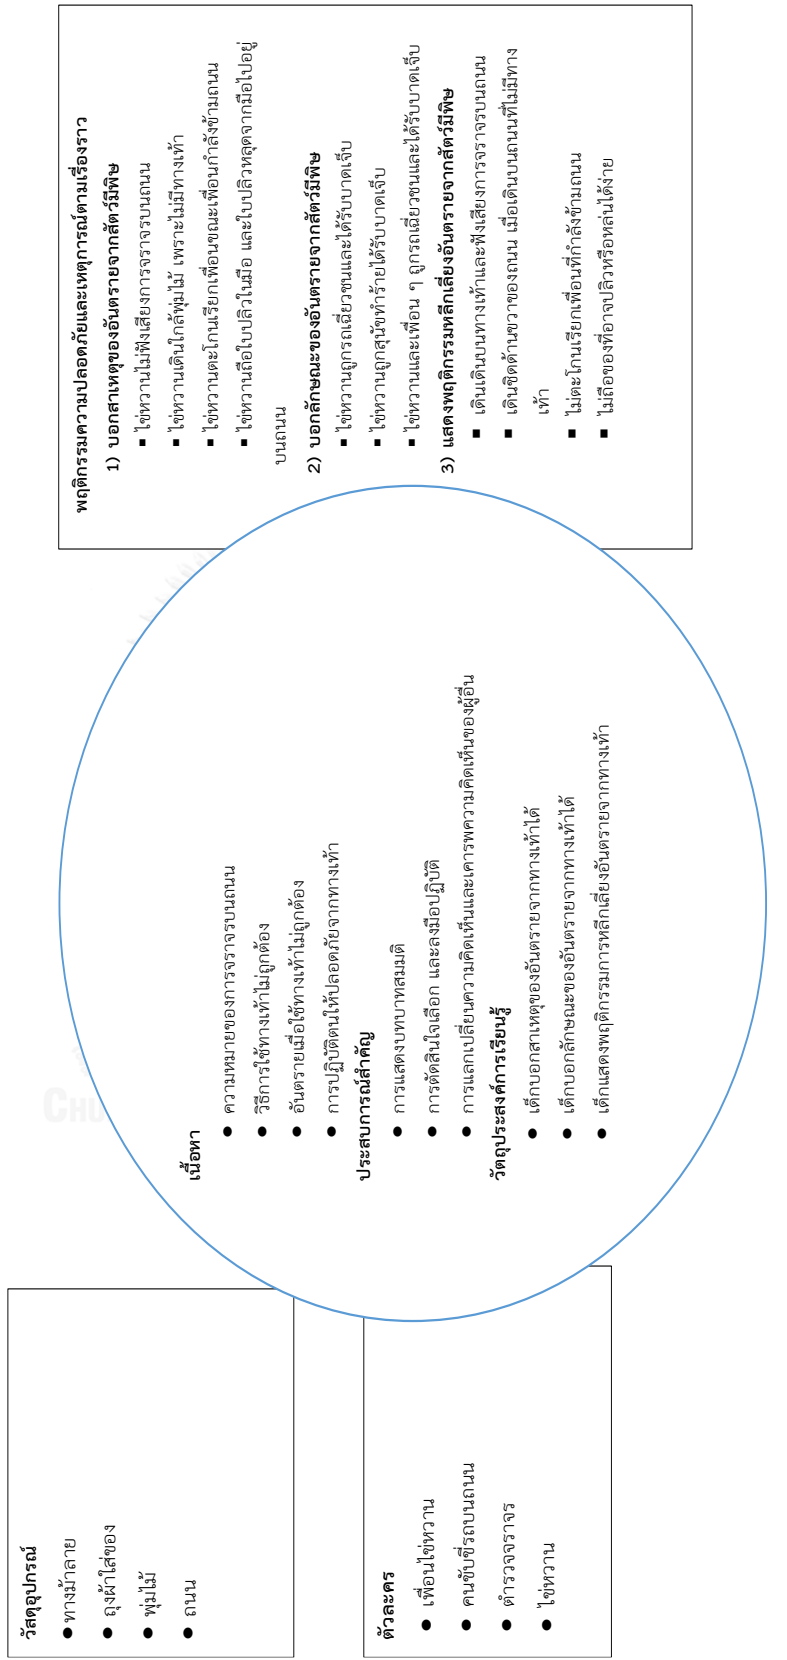 วัสดุอุปกรณ์
● ทางม้าลาย
● ถุงผ้าใส่ของ
● พุ่มไม้
● ถนน
ตัวละคร
● เพื่อนไข่หวาน
● คนขับขี่รถบนถนน
● ตำรวจจราจร
● ไข่หวาน
เนื้อหา
● ความหมายของการจราจรบนถนน
● วิธีการใช้ทางเท้าไม่ถูกต้อง
● อันตรายเมื่อใช้ทางเท้าไม่ถูกต้อง
● การปฏิบัติตนให้ปลอดภัยจากทางเท้า
ประสบการณ์สำคัญ
● การแสดงบทบาทสมมติ
● การตัดสินใจเลือก และลงมือปฏิบัติ
● การแลกเปลี่ยนความคิดเห็นและเคารพความคิดเห็นของผู้อื่น
วัตถุประสงค์การเรียนรู้
● เด็กบอกสาเหตุของอันตรายจากทางเท้าได้
● เด็กบอกลักษณะของอันตรายจากทางเท้าได้
● เด็กแสดงพฤติกรรมการหลีกเลี่ยงอันตรายจากทางเท้า
พฤติกรรมความปลอดภัยและเหตุการณ์ตามเรื่องราว
1) บอกสาเหตุของอันตรายจากสัตว์มีพิษ
▪ ไข่หวานไม่ฟังเสียงการจราจรบนถนน
▪ ไข่หวานเดินใกล้พุ่มไม้ เพราะไม่มีทางเท้า
▪ ไข่หวานตะโกนเรียกเพื่อนขณะเพื่อนกำลังข้ามถนน
▪ ไข่หวานถือใบปลิวในมือ และใบปลิวหลุดจากมือไปอยู่
บนถนน
2) บอกลักษณะของอันตรายจากสัตว์มีพิษ
▪ ไข่หวานถูกรถเฉี่ยวชนและได้รับบาดเจ็บ
▪ ไข่หวานถูกสุนัขทำร้ายได้รับบาดเจ็บ
▪ ไข่หวานและเพื่อน ๆ ถูกรถเฉี่ยวชนและได้รับบาดเจ็บ
3) แสดงพฤติกรรมหลีกเลี่ยงอันตรายจากสัตว์มีพิษ
▪ เดินเดินบนทางเท้าและฟังเสียงการจราจรบนถนน
▪ เดินชิดด้านขวาของถนน เมื่อเดินบนถนนที่ไม่มีทาง
เท้า
▪ ไม่ตะโกนเรียกเพื่อนที่กำลังข้ามถนน
▪ ไม่ถือของที่อาจปลิวหรือหล่นได้ง่าย